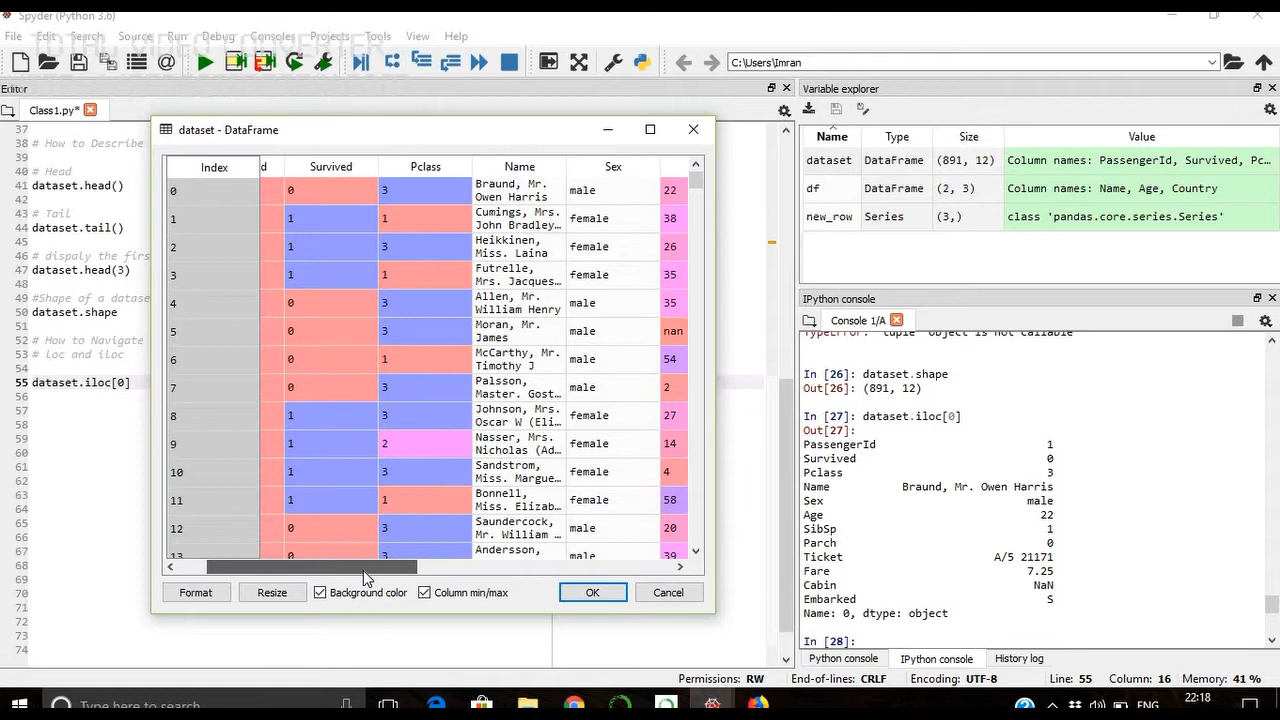 Spyder (Python 3.6)
TOTAL VIDEO CONVERTER
File Edit Search Source Run Debug Consoles Projects Tools View Help
C:\Users\Imran
Editor
Class1.py*
37
38 # How to Describe
39
40 # Head
41 dataset.head()
42
43 # Tail
44 dataset.tail()
45
46 # dispaly the firs
47 dataset.head(3)
48
49 #Shape of a datase
50 dataset.shape
51
52 # How to Navigate
53 # loc and iloc
54
55 dataset.iloc[0]
56
57
58
59
60
61
62
63
64
65
66
67
68
69
70
71
72
73
74
dataset - DataFrame
Index d Survived Pclass Name Sex
0 0 3 Braund, Mr. Owen Harris male 22
1 1 1 Cumings, Mrs. John Bradley… female 38
2 1 3 Heikkinen, Miss. Laina female 26
3 1 1 Futrelle, Mrs. Jacques… female 35
4 0 3 Allen, Mr. William Henry male 35
5 0 3 Moran, Mr. James male nan
6 0 1 McCarthy, Mr. Timothy J male 54
7 0 3 Palsson, Master. Gost… male 2
8 1 3 Johnson, Mrs. Oscar W (Eli… female 27
9 1 2 Nasser, Mrs. Nicholas (Ad… female 14
10 1 3 Sandstrom, Miss. Margue… female 4
11 1 1 Bonnell, Miss. Elizab… female 58
12 0 3 Saundercock, Mr. William … male 20
13 0 3 Andersson, male 39
Format Resize Background color Column min/max OK Cancel
Variable explorer
Name Type Size Value
dataset DataFrame (891, 12) Column names: PassengerId, Survived, Pc…
df DataFrame (2, 3) Column names: Name, Age, Country
new_row Series (3,) class 'pandas.core.series.Series'
IPython console
Console 1/A
TypeError: 'tuple' object is not callable
In [26]: dataset.shape
Out[26]: (891, 12)
In [27]: dataset.iloc[0]
Out[27]:
PassengerId 1
Survived 0
Pclass 3
Name Braund, Mr. Owen Harris
Sex male
Age 22
SibSp 1
Parch 0
Ticket A/5 21171
Fare 7.25
Cabin NaN
Embarked S
Name: 0, dtype: object
In [28]:
Python console IPython console History log
Permissions: RW End-of-lines: CRLF Encoding: UTF-8 Line: 55 Column: 16 Memory: 41 %
Type here to search
ENG 22:18